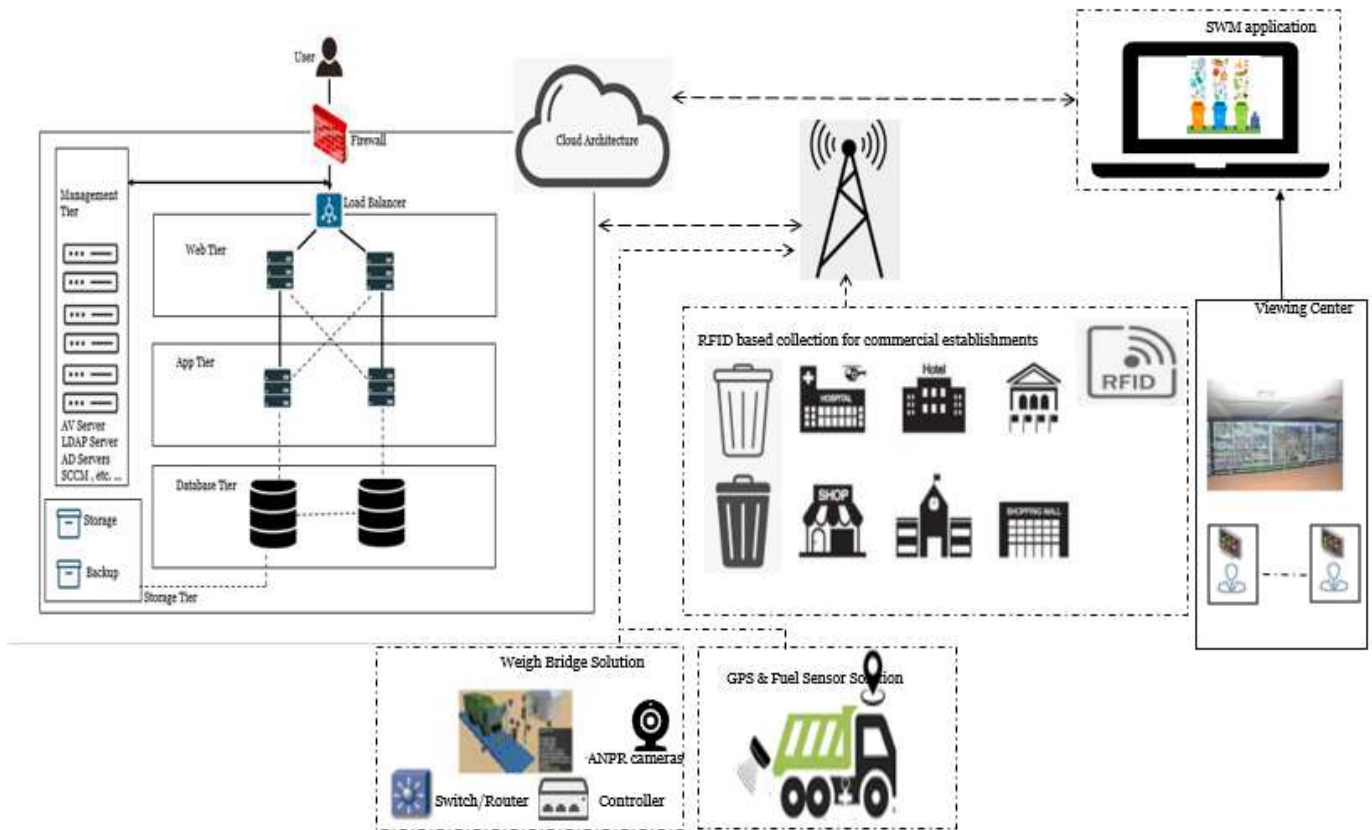 SWM application
User
Firewall
Cloud Architecture
Management
Tier
Load Balancer
Web Tier
App Tier
AV Server
LDAP Server
AD Servers
SCCM , etc. ...
Database Tier
Storage
Backup
Storage Tier
RFID based collection for commercial establishments
RFID
HOSPITAL
Hotel
SHOP
SHOPPING MALL
Viewing Center
Weigh Bridge Solution
ANPR cameras
Switch/Router
Controller
GPS & Fuel Sensor Solution